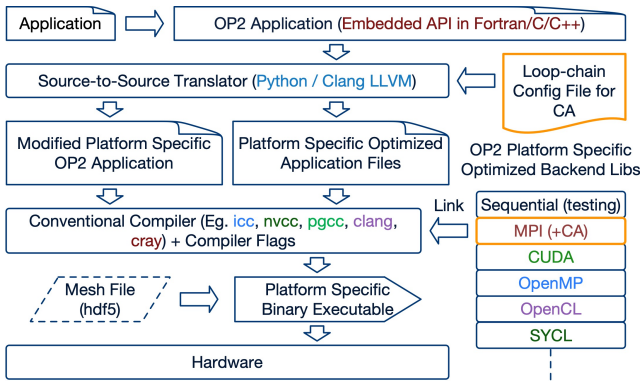 Application
OP2 Application (Embedded API in Fortran/C/C++)
Source-to-Source Translator (Python / Clang LLVM)
Loop-chain
Config File for
CA
Modified Platform Specific
OP2 Application
Platform Specific Optimized
Application Files
OP2 Platform Specific
Optimized Backend Libs
Conventional Compiler (Eg. icc, nvcc, pgcc, clang,
cray) + Compiler Flags
Link
Sequential (testing)
MPI (+CA)
CUDA
OpenMP
OpenCL
SYCL
Mesh File
(hdf5)
Platform Specific
Binary Executable
Hardware